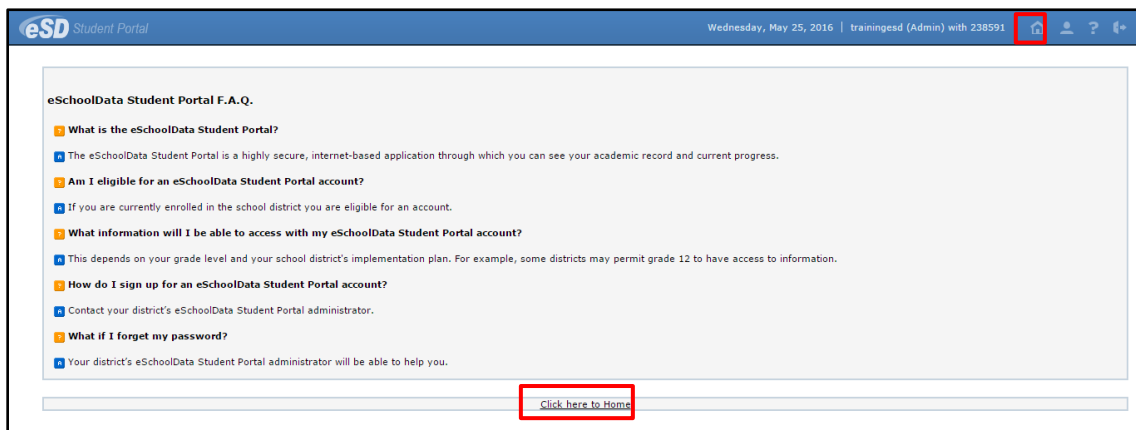 eSD Student Portal Wednesday, May 25, 2016 | trainingesd (Admin) with 238591
eSchoolData Student Portal F.A.Q.
? What is the eSchoolData Student Portal?
A The eSchoolData Student Portal is a highly secure, internet-based application through which you can see your academic record and current progress.
? Am I eligible for an eSchoolData Student Portal account?
A If you are currently enrolled in the school district you are eligible for an account.
? What information will I be able to access with my eSchoolData Student Portal account?
A This depends on your grade level and your school district's implementation plan. For example, some districts may permit grade 12 to have access to information.
? How do I sign up for an eSchoolData Student Portal account?
A Contact your district's eSchoolData Student Portal administrator.
? What if I forget my password?
A Your district's eSchoolData Student Portal administrator will be able to help you.
Click here to Home